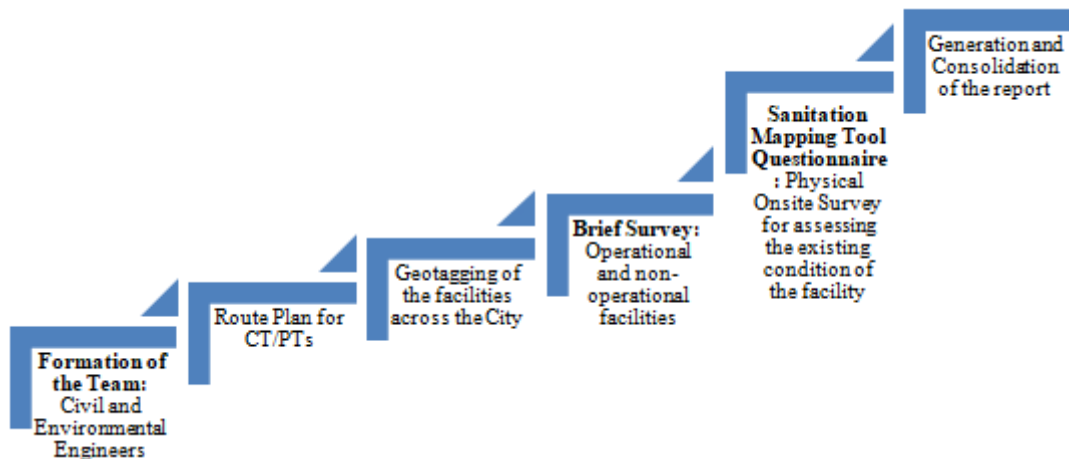 Formation of
the Team:
Civil and
Environmental
Engineers
Route Plan for
CT/PTs
Geotagging of
the facilities
across the City
Brief Survey:
Operational
and non-
operational
facilities
Sanitation
Mapping Tool
Questionnaire
: Physical
Onsite Survey
for assessing
the existing
condition of
the facility
Generation and
Consolidation
of the report